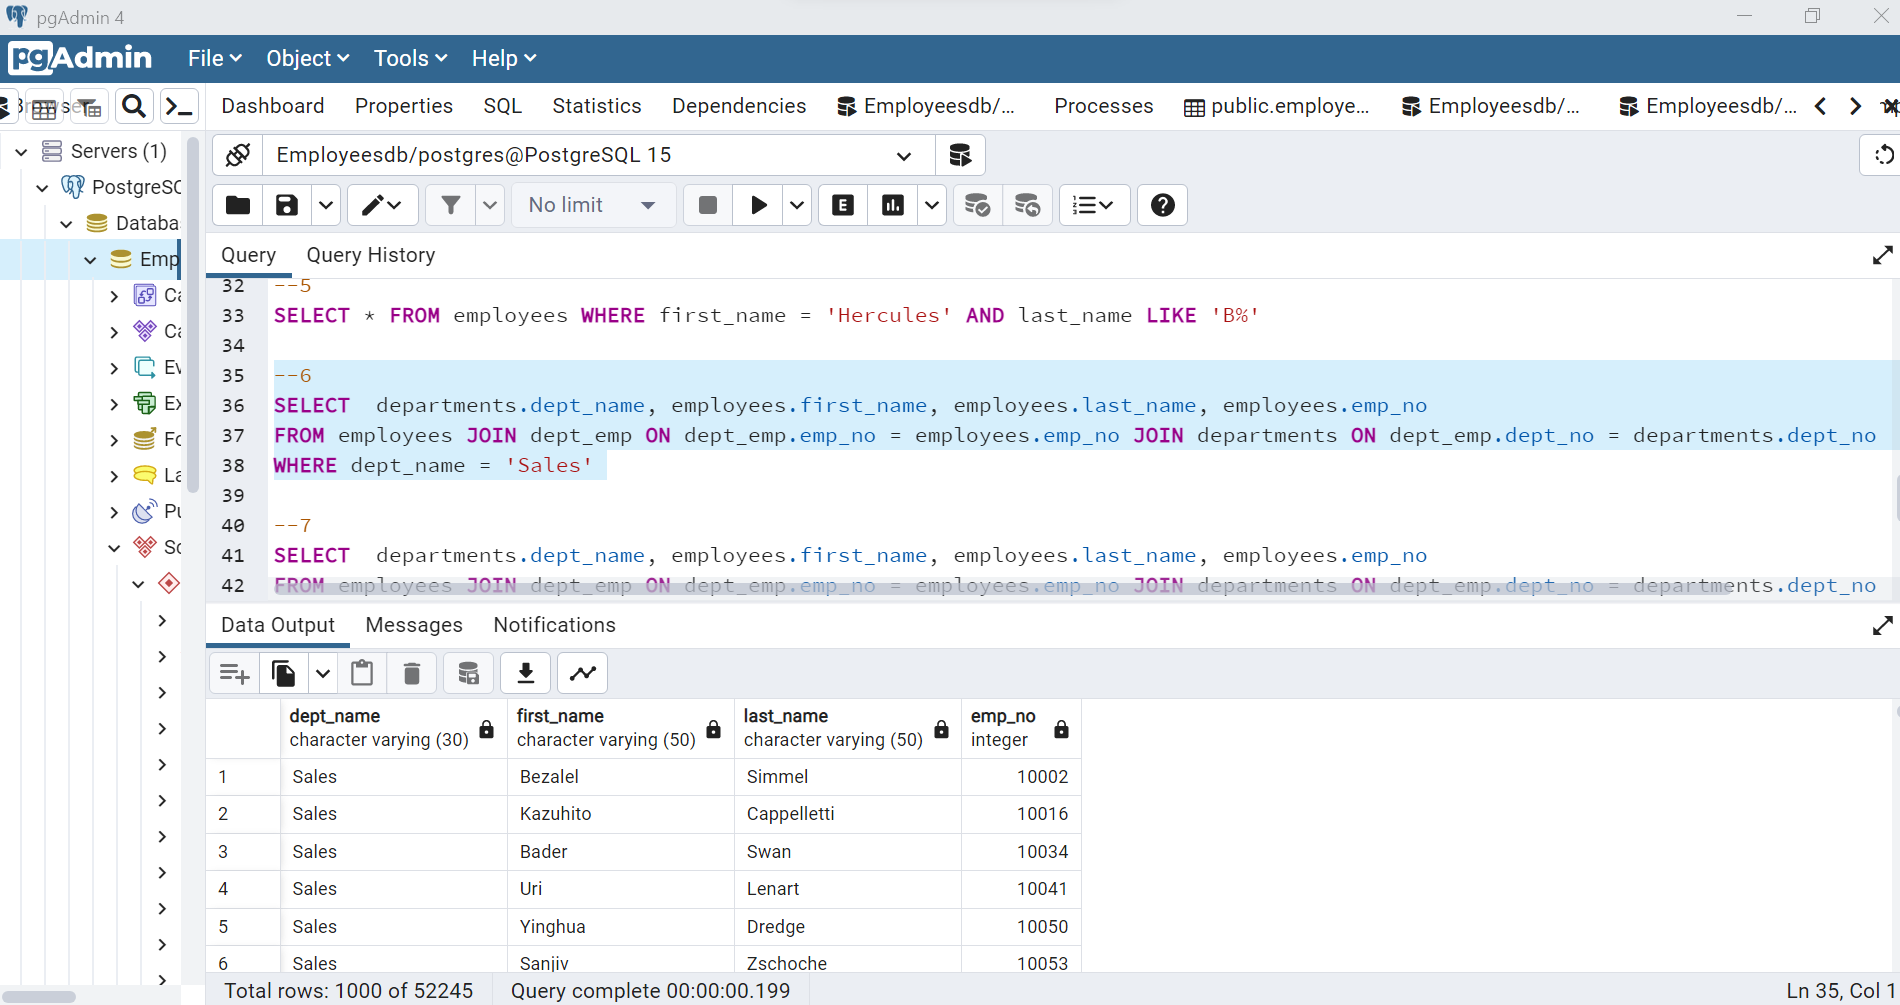 pgAdmin 4
pgAdmin File Object Tools Help
Dashboard Properties SQL Statistics Dependencies Employeesdb/... Processes public.employe... Employeesdb/... Employeesdb/...
Servers (1)
PostgreSC
Databa
Emp
Ca
Ca
Ev
Ex
Fo
La
Pu
Sc
Employeesdb/postgres@PostgreSQL 15
No limit
E
Query Query History
32 --5
33 SELECT * FROM employees WHERE first_name = 'Hercules' AND last_name LIKE 'B%'
34
35 --6
36 SELECT departments.dept_name, employees.first_name, employees.last_name, employees.emp_no
37 FROM employees JOIN dept_emp ON dept_emp.emp_no = employees.emp_no JOIN departments ON dept_emp.dept_no = departments.dept_no
38 WHERE dept_name = 'Sales'
39
40 --7
41 SELECT departments.dept_name, employees.first_name, employees.last_name, employees.emp_no
42 FROM employees JOIN dept_emp ON dept_emp.emp_no = employees.emp_no JOIN departments ON dept_emp.dept_no = departments.dept_no
Data Output Messages Notifications
dept_name first_name last_name emp_no
character varying (30) character varying (50) character varying (50) integer
1 Sales Bezalel Simmel 10002
2 Sales Kazuhito Cappelletti 10016
3 Sales Bader Swan 10034
4 Sales Uri Lenart 10041
5 Sales Yinghua Dredge 10050
6 Sales Sanjiv Zschoche 10053
Total rows: 1000 of 52245 Query complete 00:00:00.199 Ln 35, Col 1